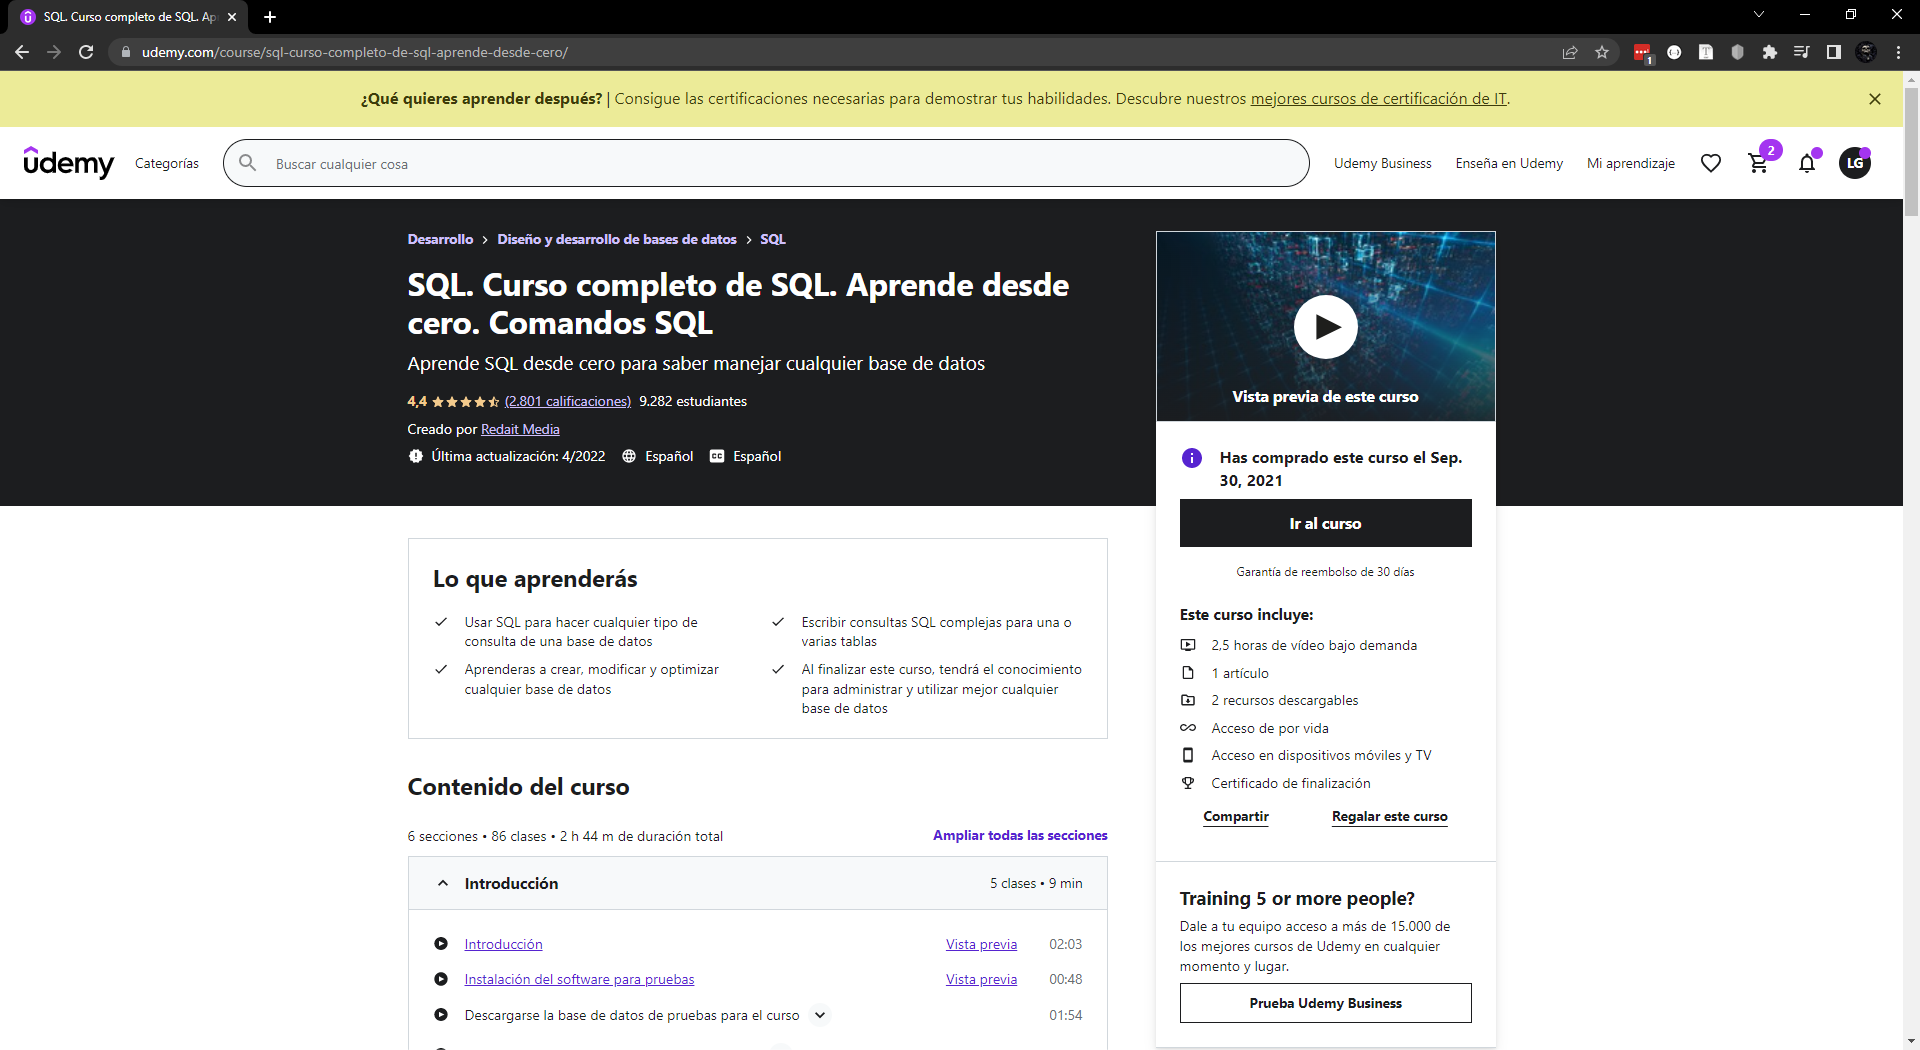 SQL. Curso completo de SQL. Ap
udemy.com/course/sql-curso-completo-de-sql-aprende-desde-cero/
1
¿Qué quieres aprender después? | Consigue las certificaciones necesarias para demostrar tus habilidades. Descubre nuestros mejores cursos de certificación de IT.
udemy
Categorías
Buscar cualquier cosa
Udemy Business
Enseña en Udemy
Mi aprendizaje
2
LG
Desarrollo > Diseño y desarrollo de bases de datos > SQL
SQL. Curso completo de SQL. Aprende desde
cero. Comandos SQL
Aprende SQL desde cero para saber manejar cualquier base de datos
4,4 (2.801 calificaciones) 9.282 estudiantes
Creado por Redait Media
Última actualización: 4/2022 Español CC Español
Vista previa de este curso
Has comprado este curso el Sep.
30, 2021
Ir al curso
Garantía de reembolso de 30 días
Este curso incluye:
2,5 horas de vídeo bajo demanda
1 artículo
2 recursos descargables
Acceso de por vida
Acceso en dispositivos móviles y TV
Certificado de finalización
Compartir
Regalar este curso
Training 5 or more people?
Dale a tu equipo acceso a más de 15.000 de
los mejores cursos de Udemy en cualquier
momento y lugar.
Prueba Udemy Business
Lo que aprenderás
Usar SQL para hacer cualquier tipo de
consulta de una base de datos
Escribir consultas SQL complejas para una o
varias tablas
Aprenderas a crear, modificar y optimizar
cualquier base de datos
Al finalizar este curso, tendrá el conocimiento
para administrar y utilizar mejor cualquier
base de datos
Contenido del curso
6 secciones • 86 clases • 2 h 44 m de duración total
Ampliar todas las secciones
Introducción 5 clases • 9 min
Introducción Vista previa 02:03
Instalación del software para pruebas Vista previa 00:48
Descargarse la base de datos de pruebas para el curso 01:54